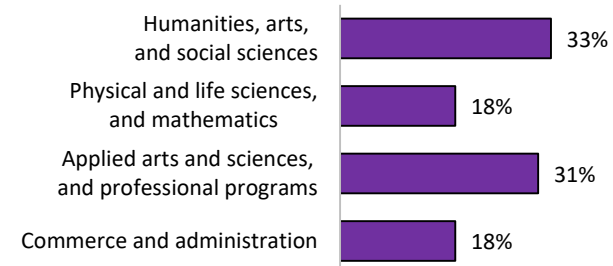 Humanities, arts,
and social sciences
33%
Physical and life sciences,
and mathematics
18%
Applied arts and sciences,
and professional programs
31%
Commerce and administration
18%